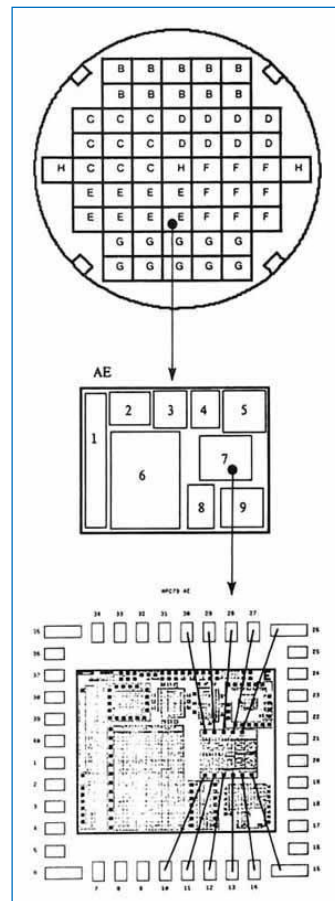 B B B B B
B B B B B
C C C D D D D
C C C D D D D
H C C C H F F F H
E E E E F F F
E E E E F F F
G G G G G
G G G G G
AE
1 2 3 4 5
6 7
8 9
MPC79 AE
34 33 32 31 30 29 28 27
35 26
36 25
37 24
38 23
39 22
40 21
1 20
2 19
3 18
4 17
5 16
6 15
7 8 9 10 11 12 13 14